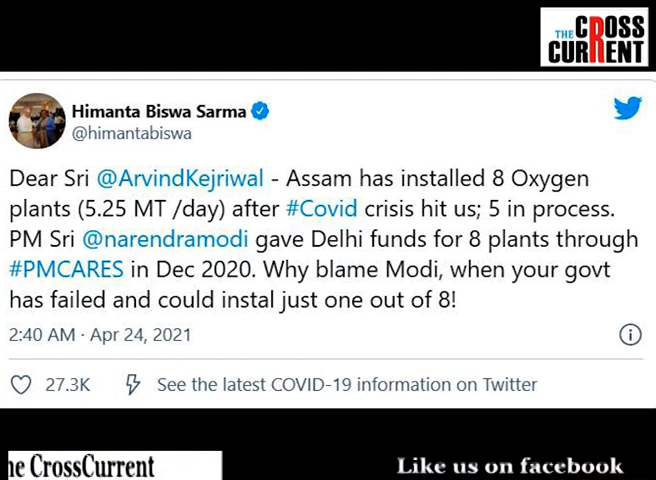 THE CROSS
CURRENT
Himanta Biswa Sarma
@himantabiswa
Dear Sri @ArvindKejriwal - Assam has installed 8 Oxygen
plants (5.25 MT /day) after #Covid crisis hit us; 5 in process.
PM Sri @narendramodi gave Delhi funds for 8 plants through
#PMCARES in Dec 2020. Why blame Modi, when your govt
has failed and could instal just one out of 8!
2:40 AM · Apr 24, 2021
27.3K See the latest COVID-19 information on Twitter
he CrossCurrent
Like us on facebook